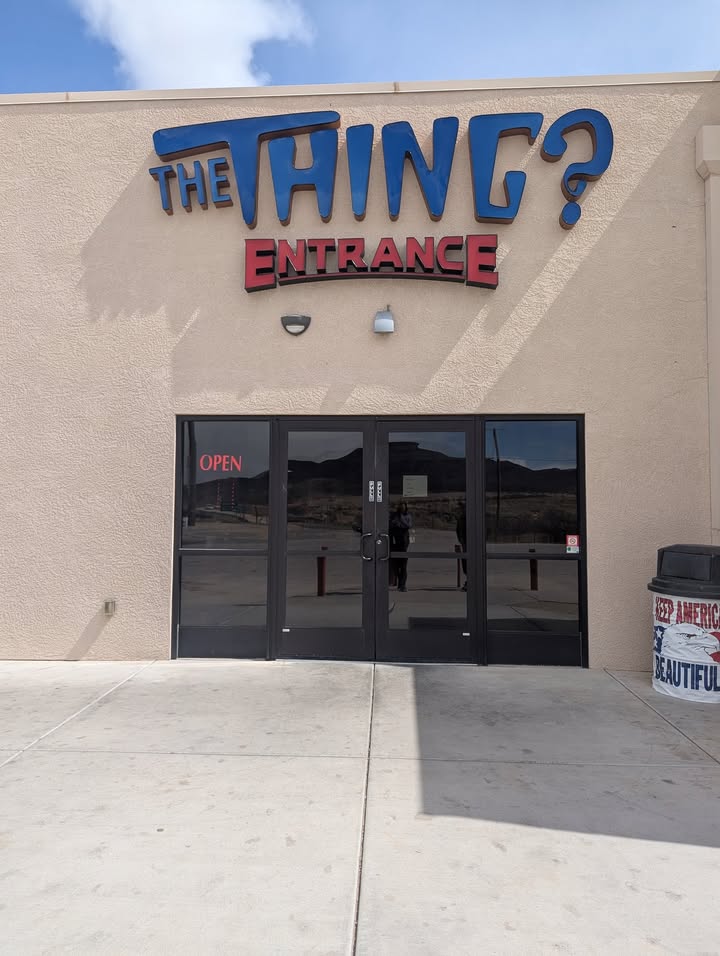 THE THING?
ENTRANCE
OPEN
KEEP AMERICA
BEAUTIFUL